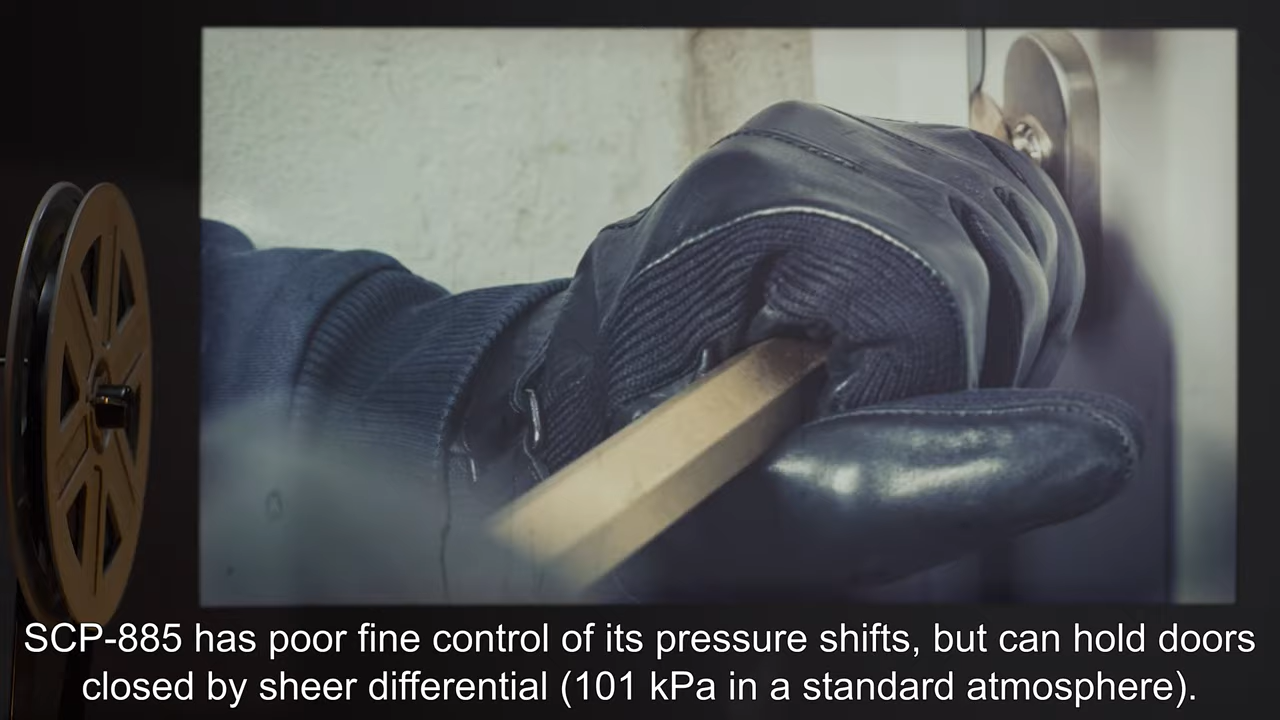 SCP-885 has poor fine control of its pressure shifts, but can hold doors
closed by sheer differential (101 kPa in a standard atmosphere).